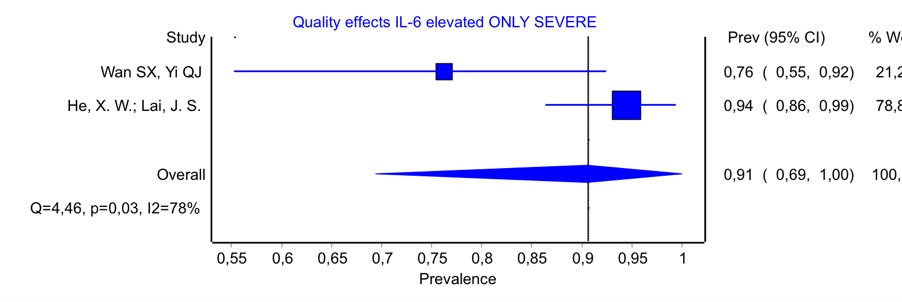 Quality effects IL-6 elevated ONLY SEVERE
Study Prev (95% CI) %
Wan SX, Yi QJ 0,76 ( 0,55, 0,92) 21,2
He, X. W.; Lai, J. S. 0,94 ( 0,86, 0,99) 78,8
Overall 0,91 ( 0,69, 1,00) 100,
Q=4,46, p=0,03, I2=78%
0,55 0,6 0,65 0,7 0,75 0,8 0,85 0,9 0,95 1
Prevalence